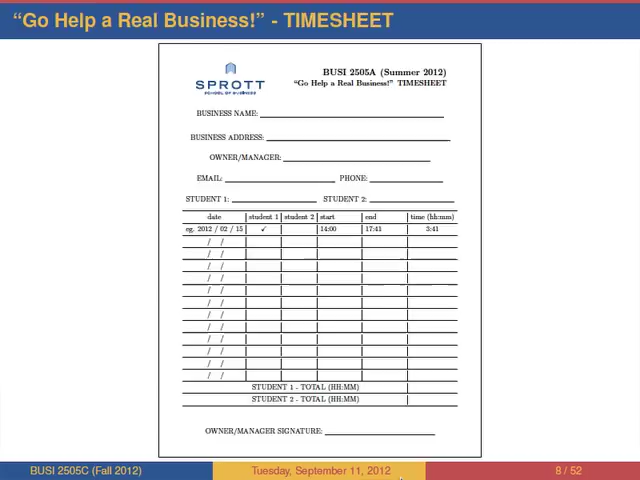 “Go Help a Real Business!” - TIMESHEET
SPROTT
SCHOOL OF BUSINESS
BUSI 2505A (Summer 2012)
“Go Help a Real Business!” TIMESHEET
BUSINESS NAME:
BUSINESS ADDRESS:
OWNER/MANAGER:
EMAIL: PHONE:
STUDENT 1: STUDENT 2:
date student 1 student 2 start end time (hh:mm)
eg. 2012 / 02 / 15 ✓ 14:00 17:41 3:41
/ /
/ /
/ /
/ /
/ /
/ /
/ /
/ /
/ /
/ /
/ /
/ /
STUDENT 1 - TOTAL (HH:MM)
STUDENT 2 - TOTAL (HH:MM)
OWNER/MANAGER SIGNATURE:
BUSI 2505C (Fall 2012) Tuesday, September 11, 2012 8 / 52